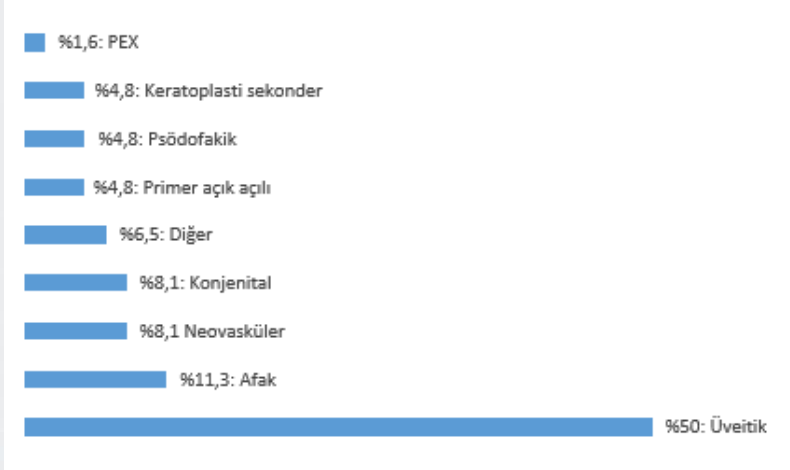 %1,6: PEX
%4,8: Keratoplasti sekonder
%4,8: Psödofakik
%4,8: Primer açık açılı
%6,5: Diğer
%8,1: Konjenital
%8,1 Neovasküler
%11,3: Afak
%50: Üveitik